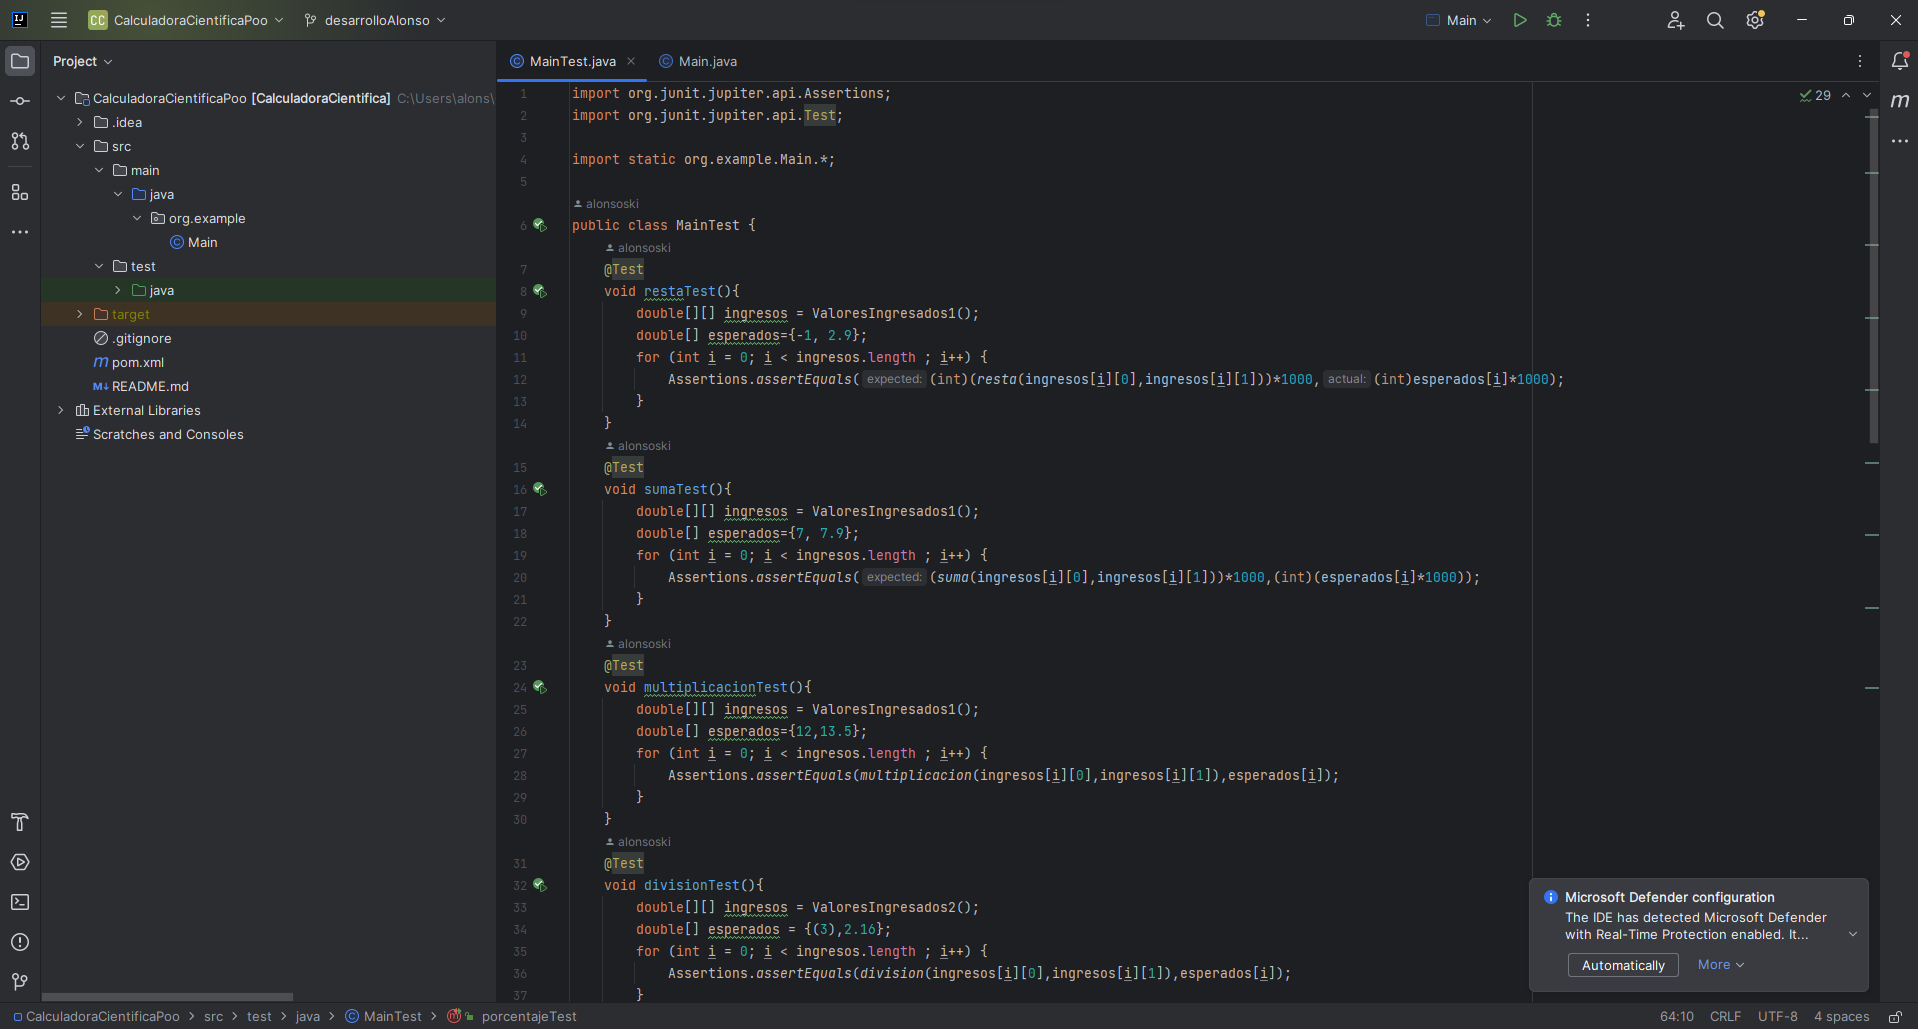 CC CalculadoraCientificaPoo desarrolloAlonso Main
Project
CalculadoraCientificaPoo [CalculadoraCientifica] C:\Users\alons\
.idea
src
main
java
org.example
Main
test
java
target
.gitignore
pom.xml
README.md
External Libraries
Scratches and Consoles
MainTest.java Main.java
29
1 import org.junit.jupiter.api.Assertions;
2 import org.junit.jupiter.api.Test;
3
4 import static org.example.Main.*;
5
alonsoski
6 public class MainTest {
alonsoski
7 @Test
8 void restaTest(){
9 double[][] ingresos = ValoresIngresados1();
10 double[] esperados={-1, 2.9};
11 for (int i = 0; i < ingresos.length ; i++) {
12 Assertions.assertEquals( expected: (int)(resta(ingresos[i][0],ingresos[i][1]))*1000, actual: (int)esperados[i]*1000);
13 }
14 }
alonsoski
15 @Test
16 void sumaTest(){
17 double[][] ingresos = ValoresIngresados1();
18 double[] esperados={7, 7.9};
19 for (int i = 0; i < ingresos.length ; i++) {
20 Assertions.assertEquals( expected: (suma(ingresos[i][0],ingresos[i][1]))*1000,(int)(esperados[i]*1000));
21 }
22 }
alonsoski
23 @Test
24 void multiplicacionTest(){
25 double[][] ingresos = ValoresIngresados1();
26 double[] esperados={12,13.5};
27 for (int i = 0; i < ingresos.length ; i++) {
28 Assertions.assertEquals(multiplicacion(ingresos[i][0],ingresos[i][1]),esperados[i]);
29 }
30 }
alonsoski
31 @Test
32 void divisionTest(){
33 double[][] ingresos = ValoresIngresados2();
34 double[] esperados = {(3),2.16};
35 for (int i = 0; i < ingresos.length ; i++) {
36 Assertions.assertEquals(division(ingresos[i][0],ingresos[i][1]),esperados[i]);
37 }
Microsoft Defender configuration
The IDE has detected Microsoft Defender
with Real-Time Protection enabled. It...
Automatically More
CalculadoraCientificaPoo > src > test > java > MainTest > porcentajeTest 64:10 CRLF UTF-8 4 spaces